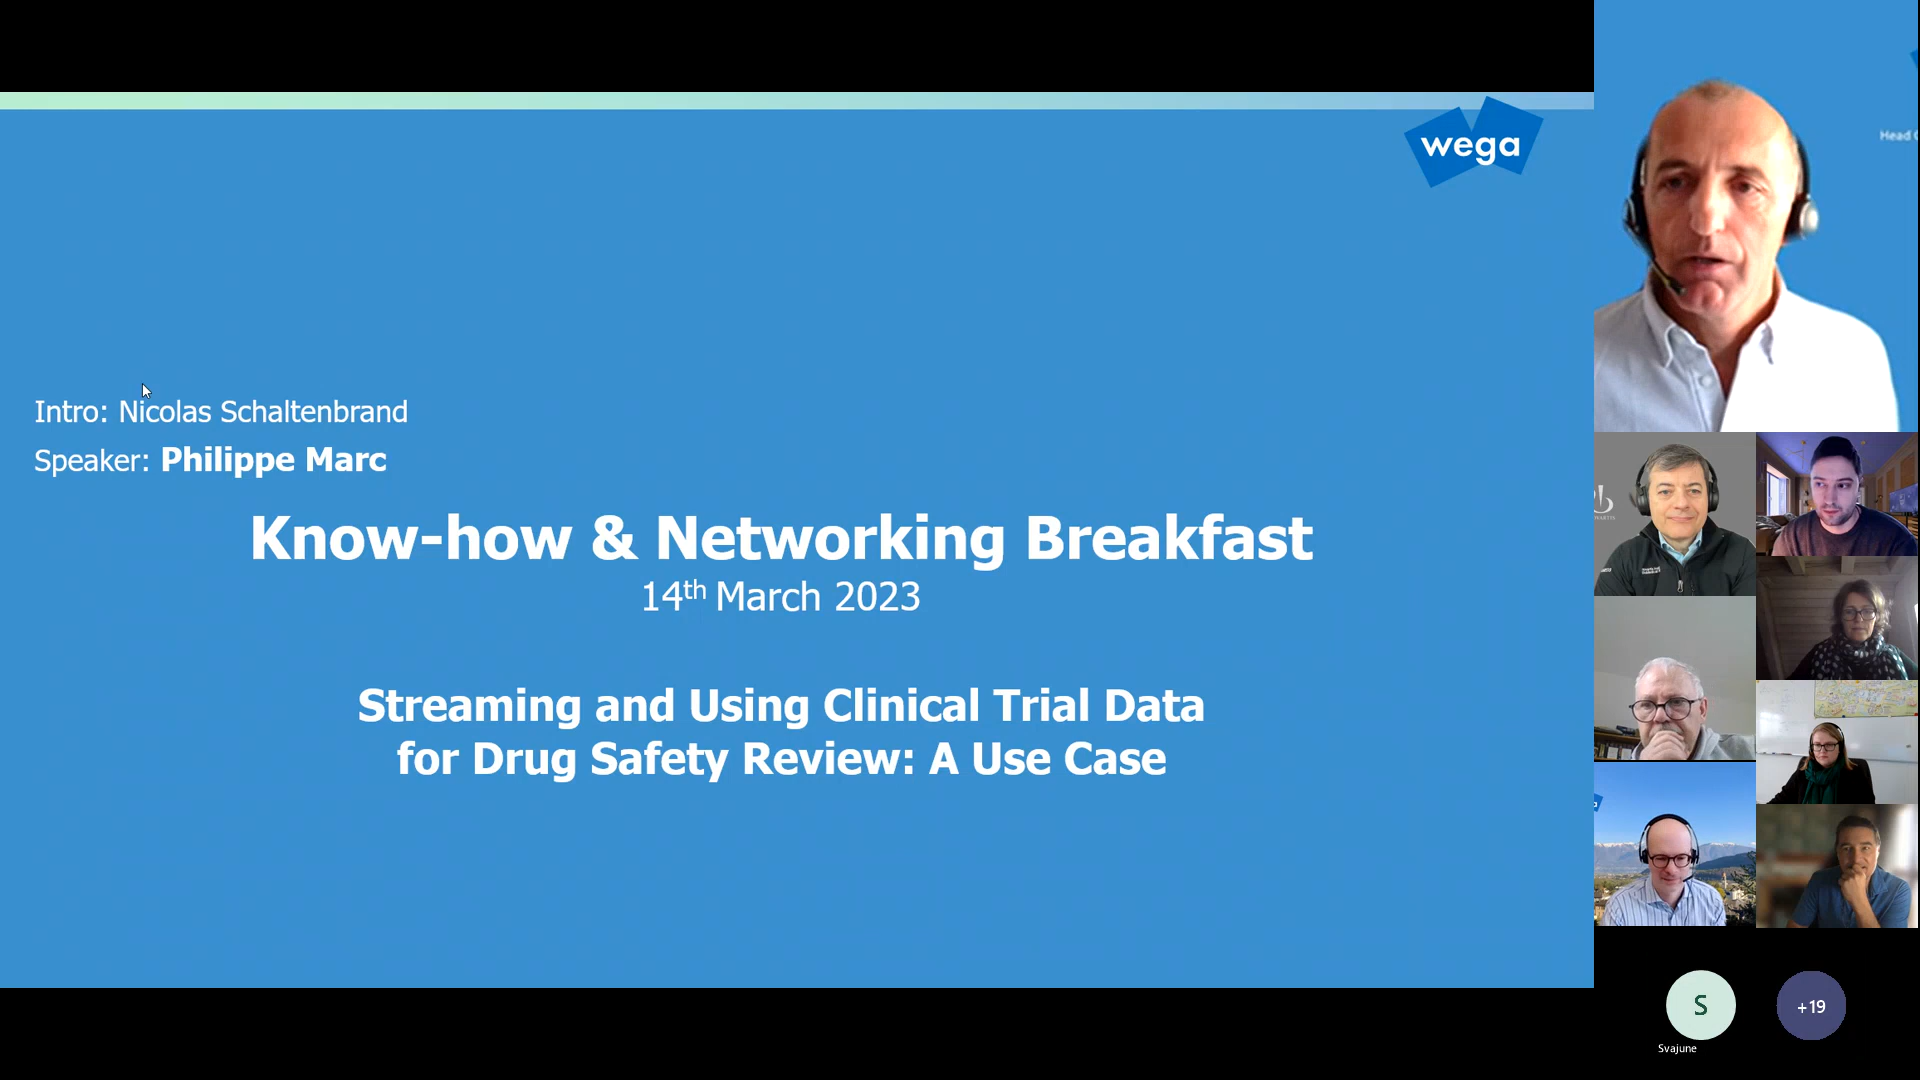 wega
Intro: Nicolas Schaltenbrand
Speaker: Philippe Marc
Know-how & Networking Breakfast
14th March 2023
Streaming and Using Clinical Trial Data
for Drug Safety Review: A Use Case
Head
S
+19
Svajune